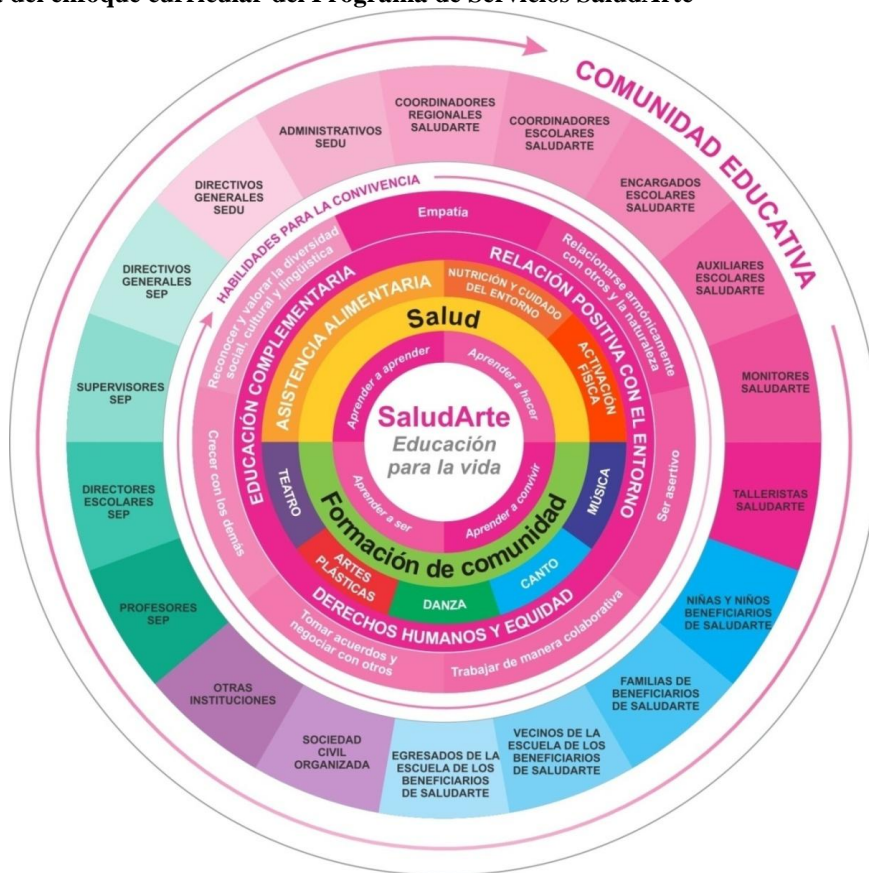 del enfoque curricular del Programa de Servicios SaludArte
COMUNIDAD EDUCATIVA
COORDINADORES
REGIONALES
SALUDARTE
COORDINADORES
ESCOLARES
SALUDARTE
ENCARGADOS
ESCOLARES
SALUDARTE
AUXILIARES
ESCOLARES
SALUDARTE
MONITORES
SALUDARTE
TALLERISTAS
SALUDARTE
NIÑAS Y NIÑOS
BENEFICIARIOS
DE SALUDARTE
FAMILIAS DE
BENEFICIARIOS
DE SALUDARTE
VECINOS DE LA
ESCUELA DE LOS
BENEFICIARIOS
DE SALUDARTE
EGRESADOS DE LA
ESCUELA DE LOS
BENEFICIARIOS
DE SALUDARTE
SOCIEDAD
CIVIL
ORGANIZADA
OTRAS
INSTITUCIONES
PROFESORES
SEP
DIRECTORES
ESCOLARES
SEP
SUPERVISORES
SEP
DIRECTIVOS
GENERALES
SEP
DIRECTIVOS
GENERALES
SEDU
ADMINISTRATIVOS
SEDU
HABILIDADES PARA LA CONVIVENCIA
Empatía
Relacionarse armónicamente
con otros y la naturaleza
Ser asertivo
Trabajar de manera colaborativa
Tomar acuerdos y
negociar con otros
Crecer con los demás
Reconocer y valorar la diversidad
social, cultural y lingüística
EDUCACIÓN COMPLEMENTARIA
RELACIÓN POSITIVA CON EL ENTORNO
DERECHOS HUMANOS Y EQUIDAD
ASISTENCIA ALIMENTARIA
NUTRICIÓN Y CUIDADO
DEL ENTORNO
ACTIVACIÓN
FÍSICA
MÚSICA
CANTO
DANZA
ARTES
PLÁSTICAS
TEATRO
Salud
Formación de comunidad
Aprender a aprender
Aprender a hacer
Aprender a convivir
Aprender a ser
SaludArte
Educación
para la vida